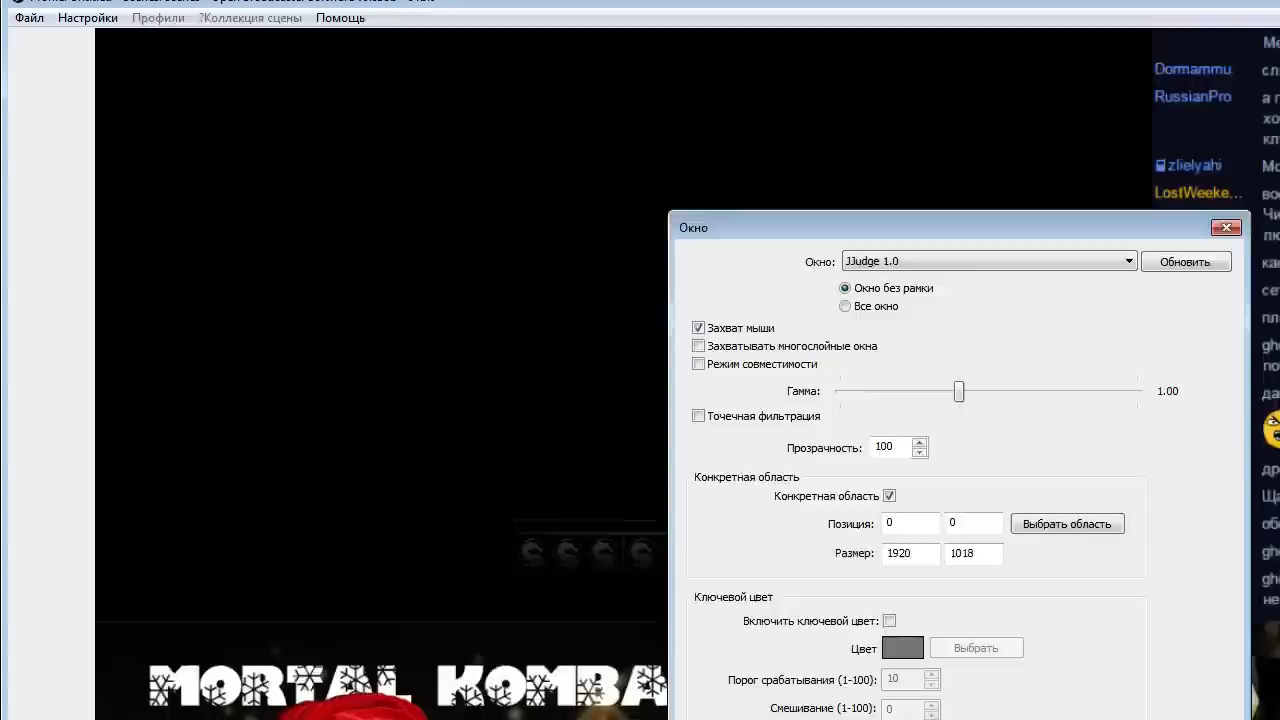 Файл Настройки Профили ?Коллекция сцены Помощь
Dormammu
RussianPro
zlielyahi
LostWeeke...
Окно
Окно: JJudge 1.0 Обновить
Окно без рамки
Все окно
Захват мыши
Захватывать многослойные окна
Режим совместимости
Гамма: 1.00
Точечная фильтрация
Прозрачность: 100
Конкретная область
Конкретная область
Позиция: 0 0 Выбрать область
Размер: 1920 1018
Ключевой цвет
Включить ключевой цвет:
Цвет Выбрать
Порог срабатывания (1-100): 10
Смешивание (1-100): 0
MORTAL KOMBA